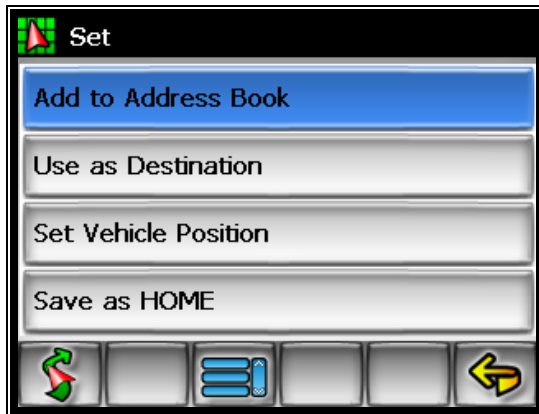 Set
Add to Address Book
Use as Destination
Set Vehicle Position
Save as HOME